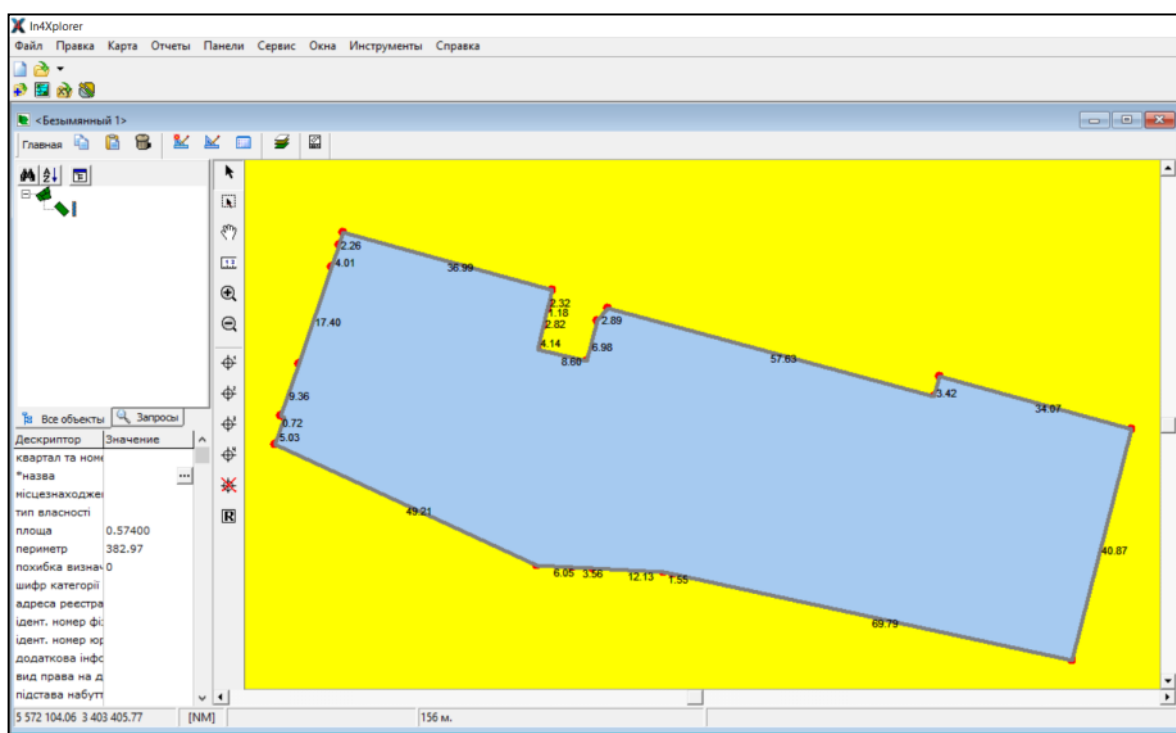 In4Xplorer
Файл Правка Карта Отчеты Панели Сервис Окна Инструменты Справка
<Безымянный 1>
Главная
2.26
4.01
36.99
2.32
1.18
2.82
2.89
17.40
4.14
6.98
8.60
57.63
3.42
34.07
9.36
0.72
5.03
Все объекты Запросы
Дескриптор Значение
квартал та номе
*назва ...
місцезнаходжен
тип власності
49.21
площа 0.57400
периметр 382.97
40.87
похибка визнач 0
6.05 3.56 12.13 1.55
шифр категорії
адреса реєстра
ідент. номер фі:
69.79
ідент. номер юр
додаткова інфо
вид права на д
підстава набутт
5 572 104.06 3 403 405.77 [NM] 156 м.